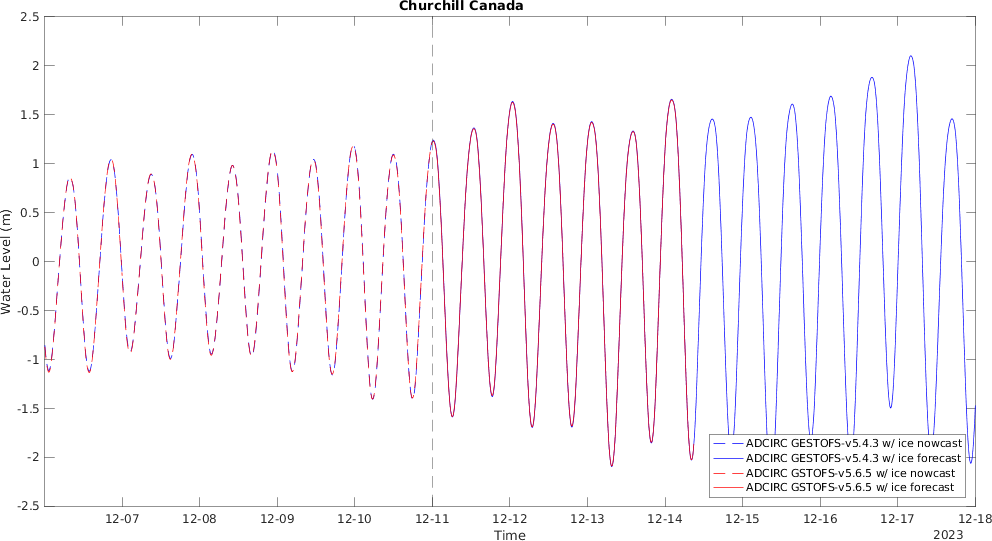 Churchill Canada
2.5
2
1.5
1
0.5
0
-0.5
-1
-1.5
-2
-2.5
Water Level (m)
ADCIRC GESTOFS-v5.4.3 w/ ice nowcast
ADCIRC GESTOFS-v5.4.3 w/ ice forecast
ADCIRC GSTOFS-v5.6.5 w/ ice nowcast
ADCIRC GSTOFS-v5.6.5 w/ ice forecast
12-07 12-08 12-09 12-10 12-11 12-12 12-13 12-14 12-15 12-16 12-17 12-18
Time
2023